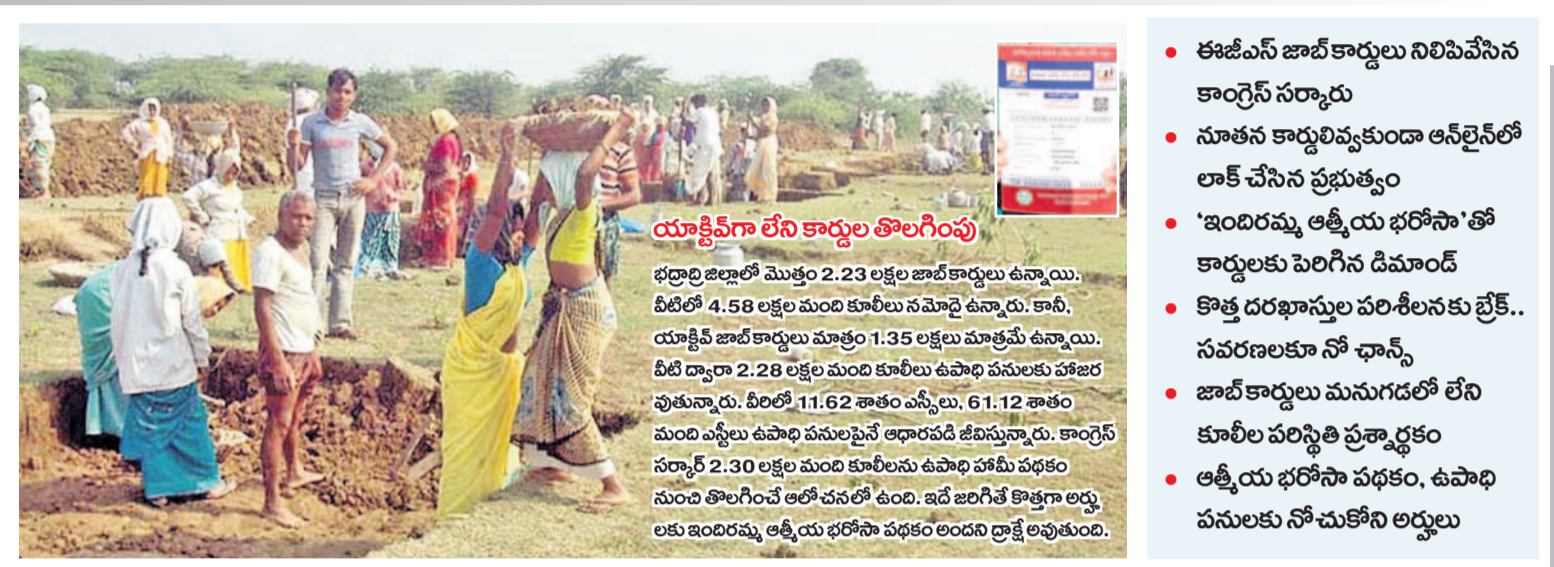 యాక్టివ్‌గా లేని కార్డుల తొలగింపు
భద్రాద్రి జిల్లాలో మొత్తం 2.23 లక్షల జాబ్‌కార్డులు ఉన్నాయి.
వీటిలో 4.58 లక్షల మంది కూలీలు నమోదై ఉన్నారు. కానీ,
యాక్టివ్ జాబ్‌కార్డులు మాత్రం 1.35 లక్షలు మాత్రమే ఉన్నాయి.
వీటి ద్వారా 2.28 లక్షల మంది కూలీలు ఉపాధి పనులకు హాజర
వుతున్నారు. వీరిలో 11.62 శాతం ఎస్సీలు, 61.12 శాతం
మంది ఎస్టీలు ఉపాధి పనులపైనే ఆధారపడి జీవిస్తున్నారు. కాంగ్రెస్
సర్కార్ 2.30 లక్షల మంది కూలీలను ఉపాధి హామీ పథకం
నుంచి తొలగించే ఆలోచనలో ఉంది. ఇదే జరిగితే కొత్తగా అర్హు
లకు ఇందిరమ్మ ఆత్మీయ భరోసా పథకం అందని ద్రాక్షే అవుతుంది.
• ఈజీఎస్ జాబ్‌కార్డులు నిలిపివేసిన
కాంగ్రెస్ సర్కారు
• నూతన కార్డులివ్వకుండా ఆన్‌లైన్‌లో
లాక్ చేసిన ప్రభుత్వం
• ‘ఇందిరమ్మ ఆత్మీయ భరోసా’తో
కార్డులకు పెరిగిన డిమాండ్
• కొత్త దరఖాస్తుల పరిశీలనకు బ్రేక్..
సవరణలకూ నో ఛాన్స్
• జాబ్‌కార్డులు మనుగడలో లేని
కూలీల పరిస్థితి ప్రశ్నార్థకం
• ఆత్మీయ భరోసా పథకం, ఉపాధి
పనులకు నోచుకోని అర్హులు